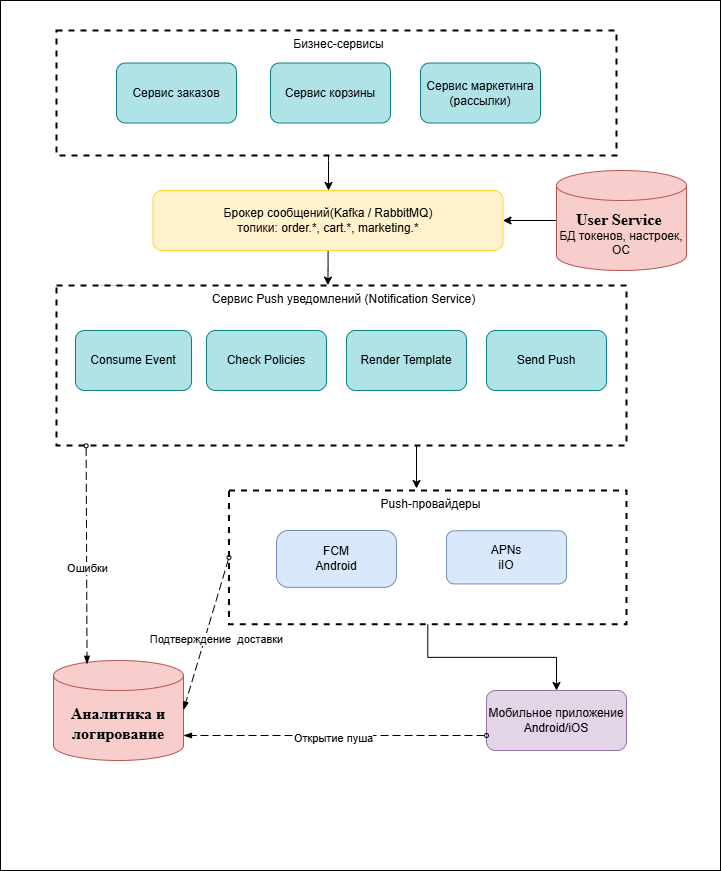 Бизнес-сервисы
Сервис заказов
Сервис корзины
Сервис маркетинга
(рассылки)
Брокер сообщений(Kafka / RabbitMQ)
топики: order.*, cart.*, marketing.*
User Service
БД токенов, настроек,
ОС
Сервис Push уведомлений (Notification Service)
Consume Event
Check Policies
Render Template
Send Push
Push-провайдеры
FCM
Android
APNs
iIO
Ошибки
Подтверждение доставки
Аналитика и
логирование
Мобильное приложение
Android/iOS
Открытие пуша